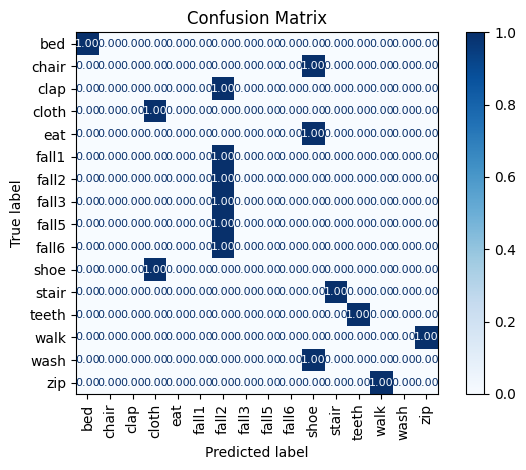 Confusion Matrix
bed 1.00 0.00 0.00 0.00 0.00 0.00 0.00 0.00 0.00 0.00 0.00 0.00 0.00 0.00 0.00 0.00
chair 0.00 0.00 0.00 0.00 0.00 0.00 0.00 0.00 0.00 0.00 1.00 0.00 0.00 0.00 0.00 0.00
clap 0.00 0.00 0.00 0.00 0.00 0.00 1.00 0.00 0.00 0.00 0.00 0.00 0.00 0.00 0.00 0.00
cloth 0.00 0.00 0.00 1.00 0.00 0.00 0.00 0.00 0.00 0.00 0.00 0.00 0.00 0.00 0.00 0.00
eat 0.00 0.00 0.00 0.00 0.00 0.00 0.00 0.00 0.00 0.00 1.00 0.00 0.00 0.00 0.00 0.00
fall1 0.00 0.00 0.00 0.00 0.00 0.00 1.00 0.00 0.00 0.00 0.00 0.00 0.00 0.00 0.00 0.00
fall2 0.00 0.00 0.00 0.00 0.00 0.00 1.00 0.00 0.00 0.00 0.00 0.00 0.00 0.00 0.00 0.00
fall3 0.00 0.00 0.00 0.00 0.00 0.00 1.00 0.00 0.00 0.00 0.00 0.00 0.00 0.00 0.00 0.00
fall5 0.00 0.00 0.00 0.00 0.00 0.00 1.00 0.00 0.00 0.00 0.00 0.00 0.00 0.00 0.00 0.00
fall6 0.00 0.00 0.00 0.00 0.00 0.00 1.00 0.00 0.00 0.00 0.00 0.00 0.00 0.00 0.00 0.00
shoe 0.00 0.00 0.00 1.00 0.00 0.00 0.00 0.00 0.00 0.00 0.00 0.00 0.00 0.00 0.00 0.00
stair 0.00 0.00 0.00 0.00 0.00 0.00 0.00 0.00 0.00 0.00 0.00 1.00 0.00 0.00 0.00 0.00
teeth 0.00 0.00 0.00 0.00 0.00 0.00 0.00 0.00 0.00 0.00 0.00 0.00 1.00 0.00 0.00 0.00
walk 0.00 0.00 0.00 0.00 0.00 0.00 0.00 0.00 0.00 0.00 0.00 0.00 0.00 0.00 0.00 1.00
wash 0.00 0.00 0.00 0.00 0.00 0.00 0.00 0.00 0.00 0.00 1.00 0.00 0.00 0.00 0.00 0.00
zip 0.00 0.00 0.00 0.00 0.00 0.00 0.00 0.00 0.00 0.00 0.00 0.00 0.00 1.00 0.00 0.00
True label
bed chair clap cloth eat fall1 fall2 fall3 fall5 fall6 shoe stair teeth walk wash zip
Predicted label
1.0
0.8
0.6
0.4
0.2
0.0